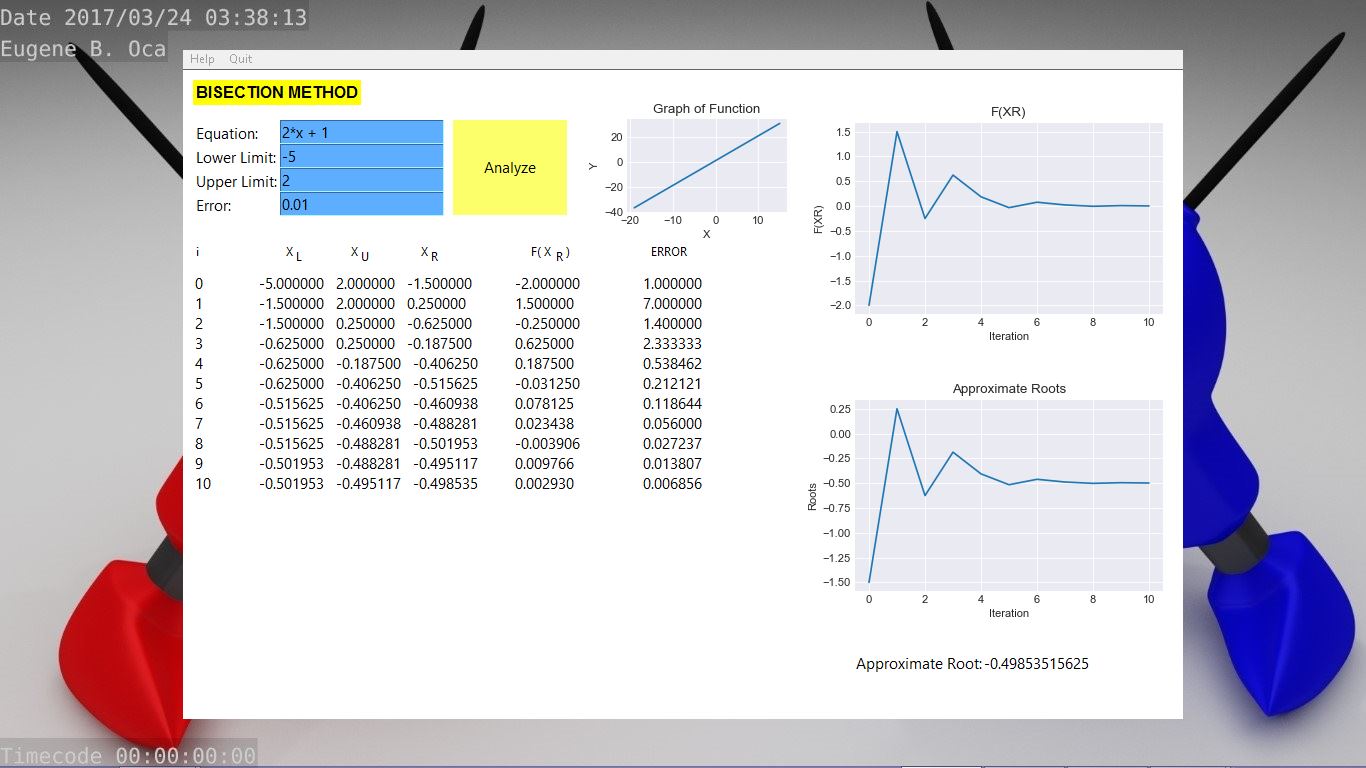 Date 2017/03/24 03:38:13
Eugene B. Oca
Help Quit
BISECTION METHOD
Equation: 2*x + 1
Lower Limit: -5
Upper Limit: 2
Error: 0.01
Analyze
Graph of Function
20
0
−20
−40
Y
−20 −10 0 10
X
i X L X U X R F( X R ) ERROR
0 -5.000000 2.000000 -1.500000 -2.000000 1.000000
1 -1.500000 2.000000 0.250000 1.500000 7.000000
2 -1.500000 0.250000 -0.625000 -0.250000 1.400000
3 -0.625000 0.250000 -0.187500 0.625000 2.333333
4 -0.625000 -0.187500 -0.406250 0.187500 0.538462
5 -0.625000 -0.406250 -0.515625 -0.031250 0.212121
6 -0.515625 -0.406250 -0.460938 0.078125 0.118644
7 -0.515625 -0.460938 -0.488281 0.023438 0.056000
8 -0.515625 -0.488281 -0.501953 -0.003906 0.027237
9 -0.501953 -0.488281 -0.495117 0.009766 0.013807
10 -0.501953 -0.495117 -0.498535 0.002930 0.006856
F(XR)
1.5
1.0
0.5
0.0
−0.5
−1.0
−1.5
−2.0
F(XR)
0 2 4 6 8 10
Iteration
Approximate Roots
0.25
0.00
−0.25
−0.50
−0.75
−1.00
−1.25
−1.50
Roots
0 2 4 6 8 10
Iteration
Approximate Root: -0.49853515625
Timecode 00:00:00:00